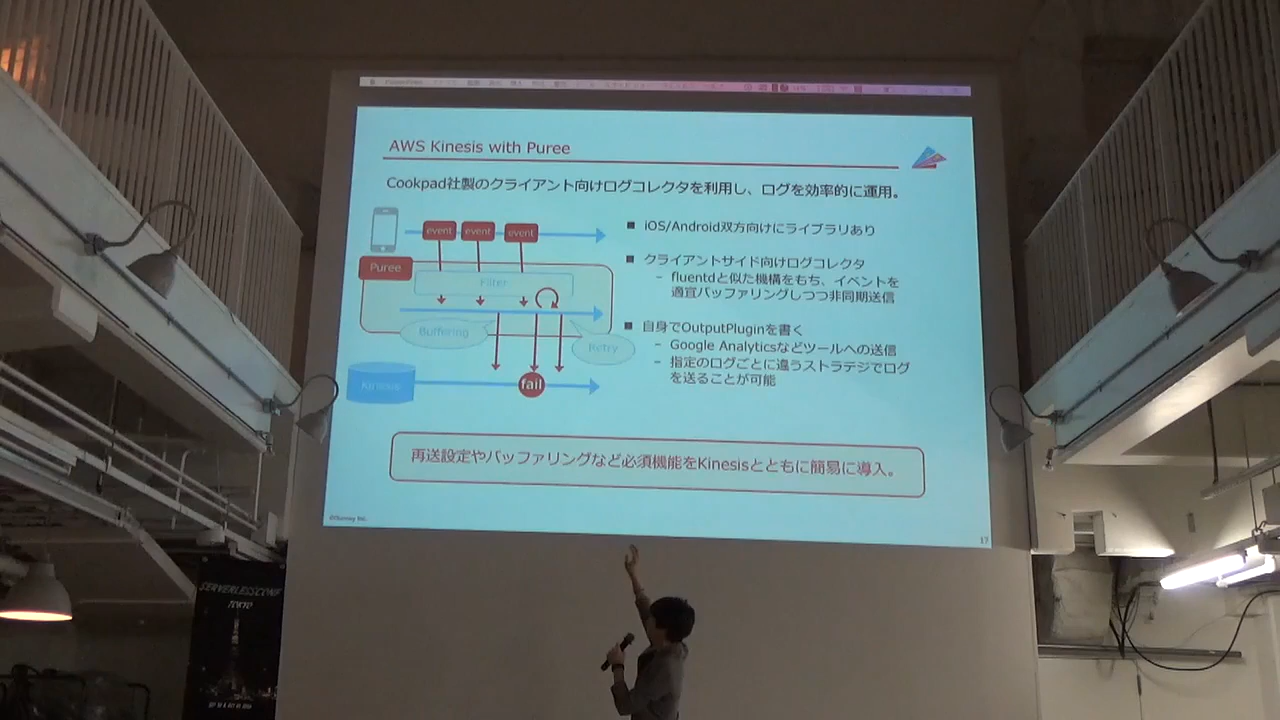 AWS Kinesis with Puree
Cookpad社製のクライアント向けログコレクタを利用し、ログを効率的に運用。
event event event
Puree
Filter
Buffering
Retry
Kinesis
fail
■ iOS/Android双方向けにライブラリあり
■ クライアントサイド向けログコレクタ
– fluentdと似た機構をもち、イベントを
適宜バッファリングしつつ非同期送信
■ 自身でOutputPluginを書く
– Google Analyticsなどツールへの送信
– 指定のログごとに違うストラテジでログ
を送ることが可能
再送設定やバッファリングなど必須機能をKinesisとともに簡易に導入。
17
SERVERLESSCONF
TOKYO